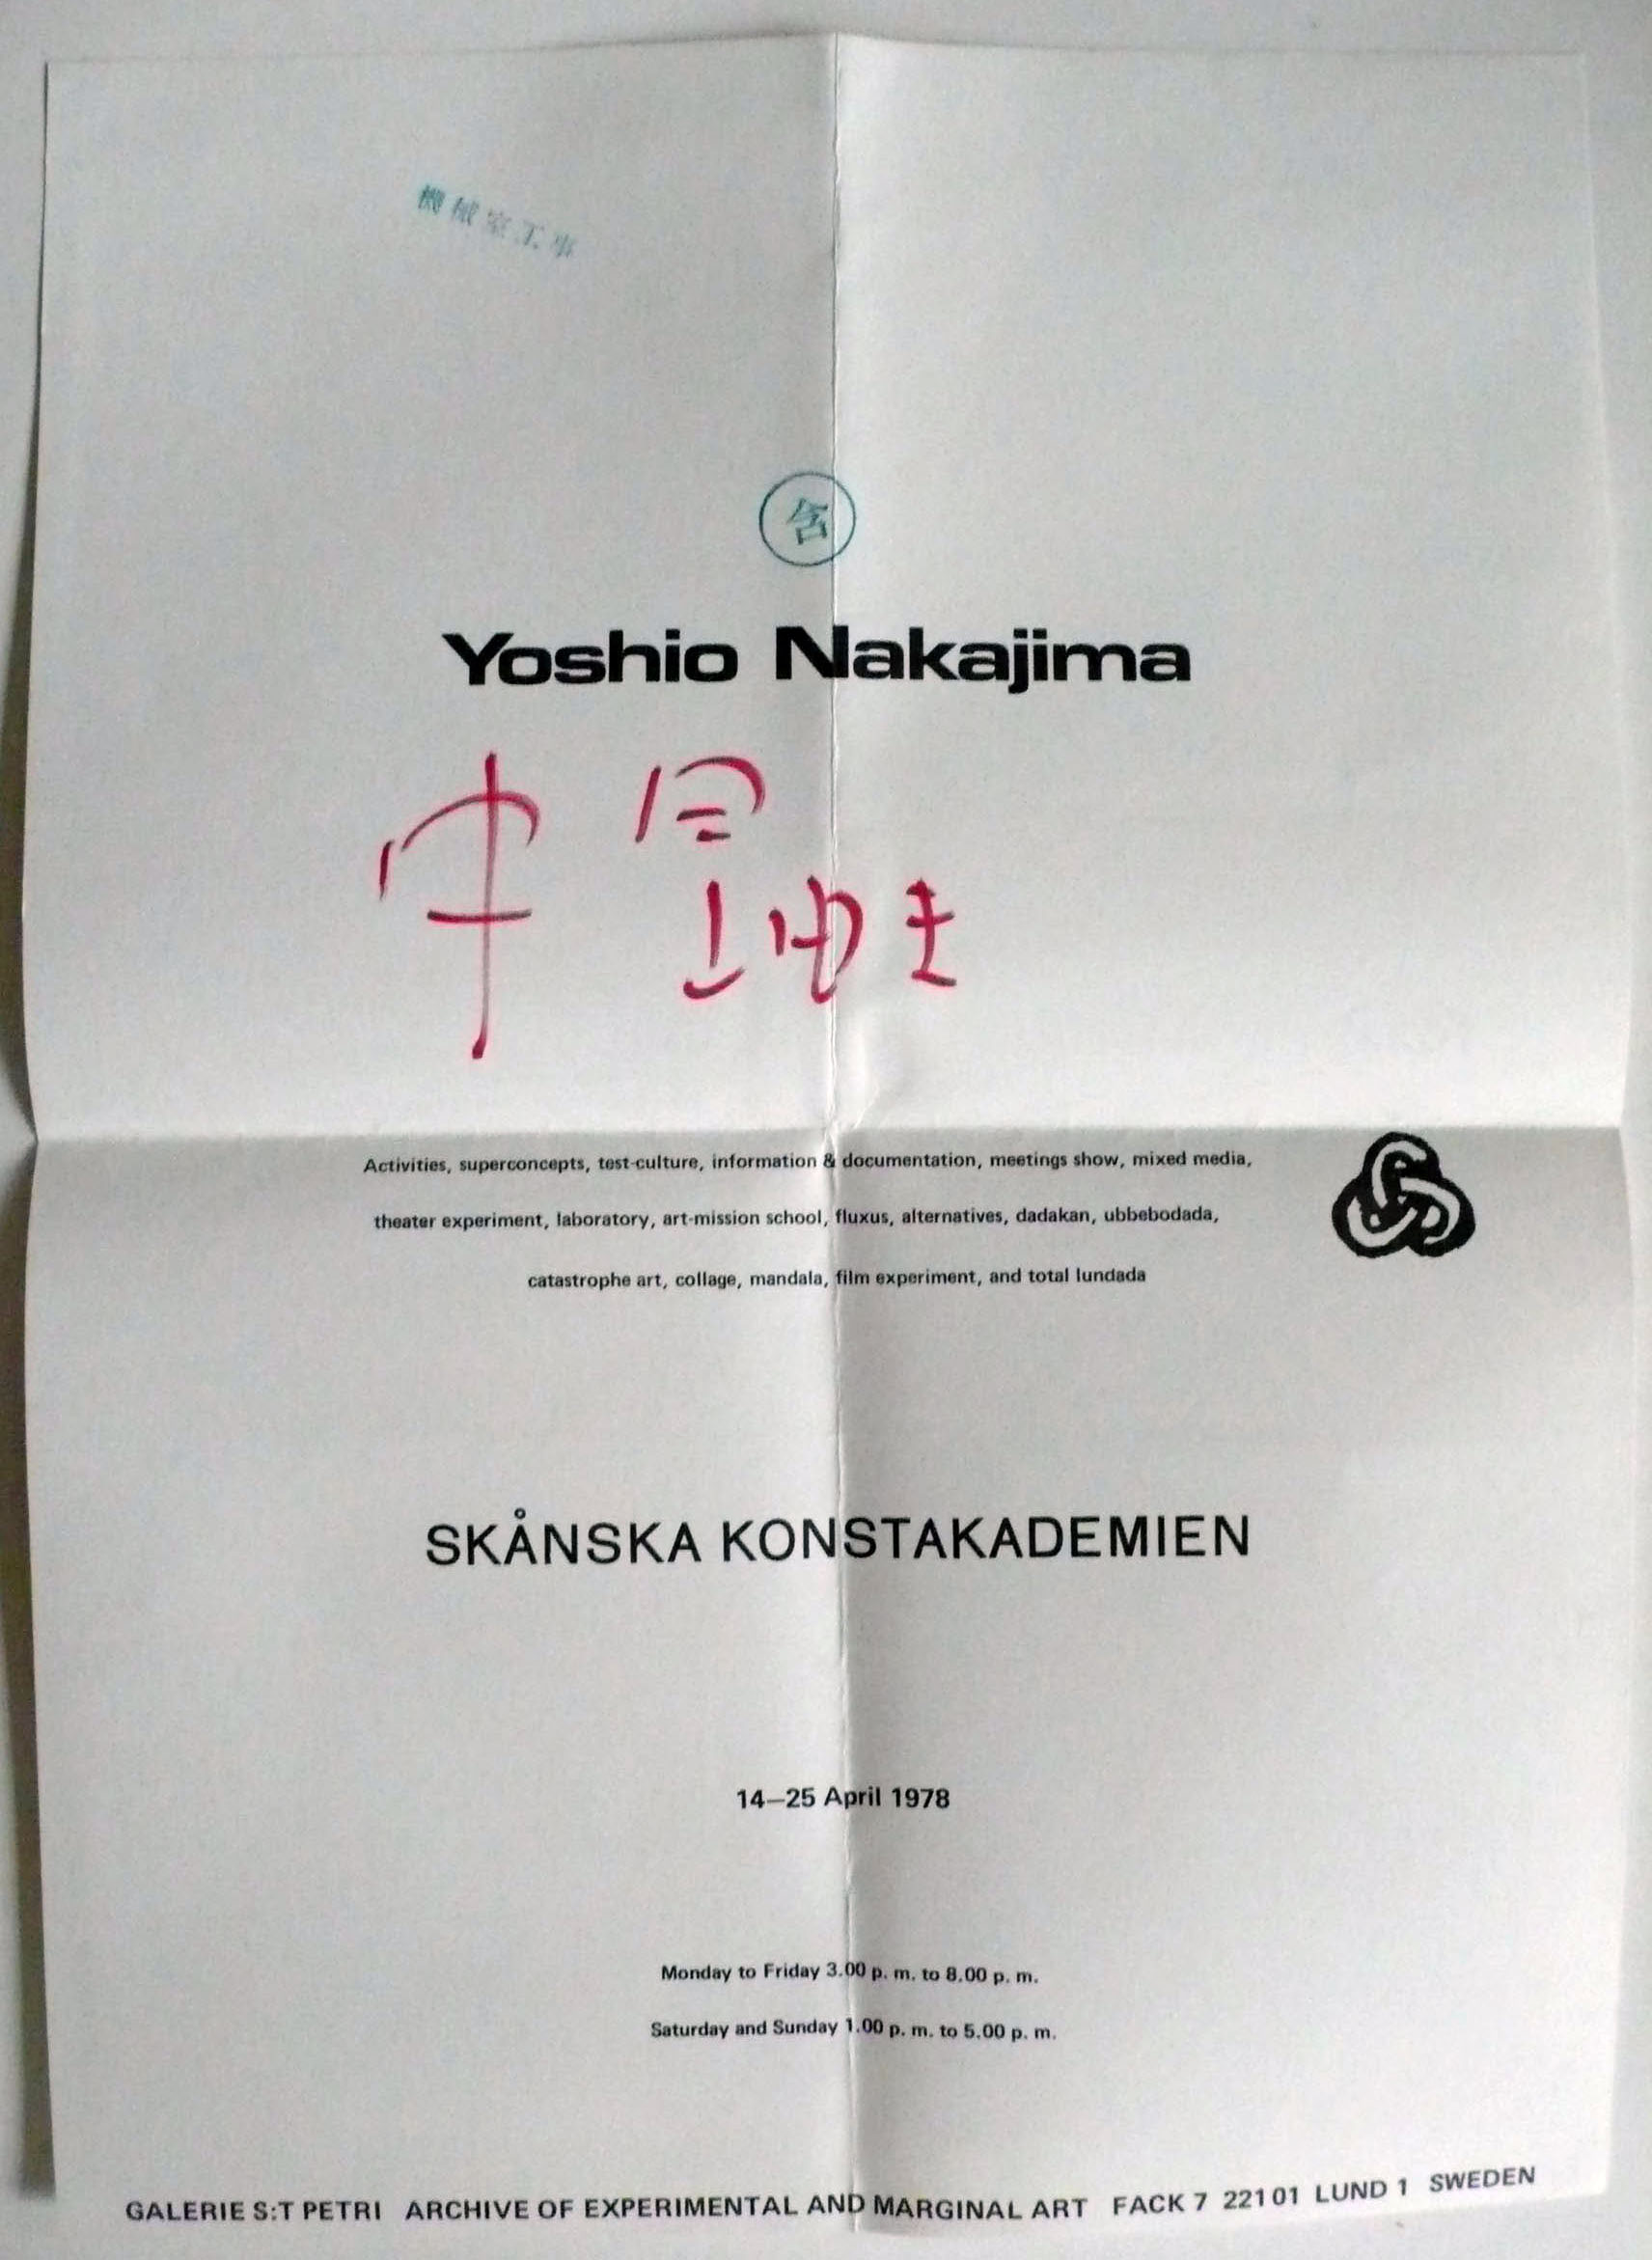 機械室工事
含
Yoshio Nakajima
中
Activities, superconcepts, test-culture, information & documentation, meetings show, mixed media,
theater experiment, laboratory, art-mission school, fluxus, alternatives, dadakan, ubbebodada,
catastrophe art, collage, mandala, film experiment, and total lundada
SKÅNSKA KONSTAKADEMIEN
14–25 April 1978
Monday to Friday 3.00 p. m. to 8.00 p. m.
Saturday and Sunday 1.00 p. m. to 5.00 p. m.
GALERIE S:T PETRI ARCHIVE OF EXPERIMENTAL AND MARGINAL ART FACK 7 221 01 LUND 1 SWEDEN